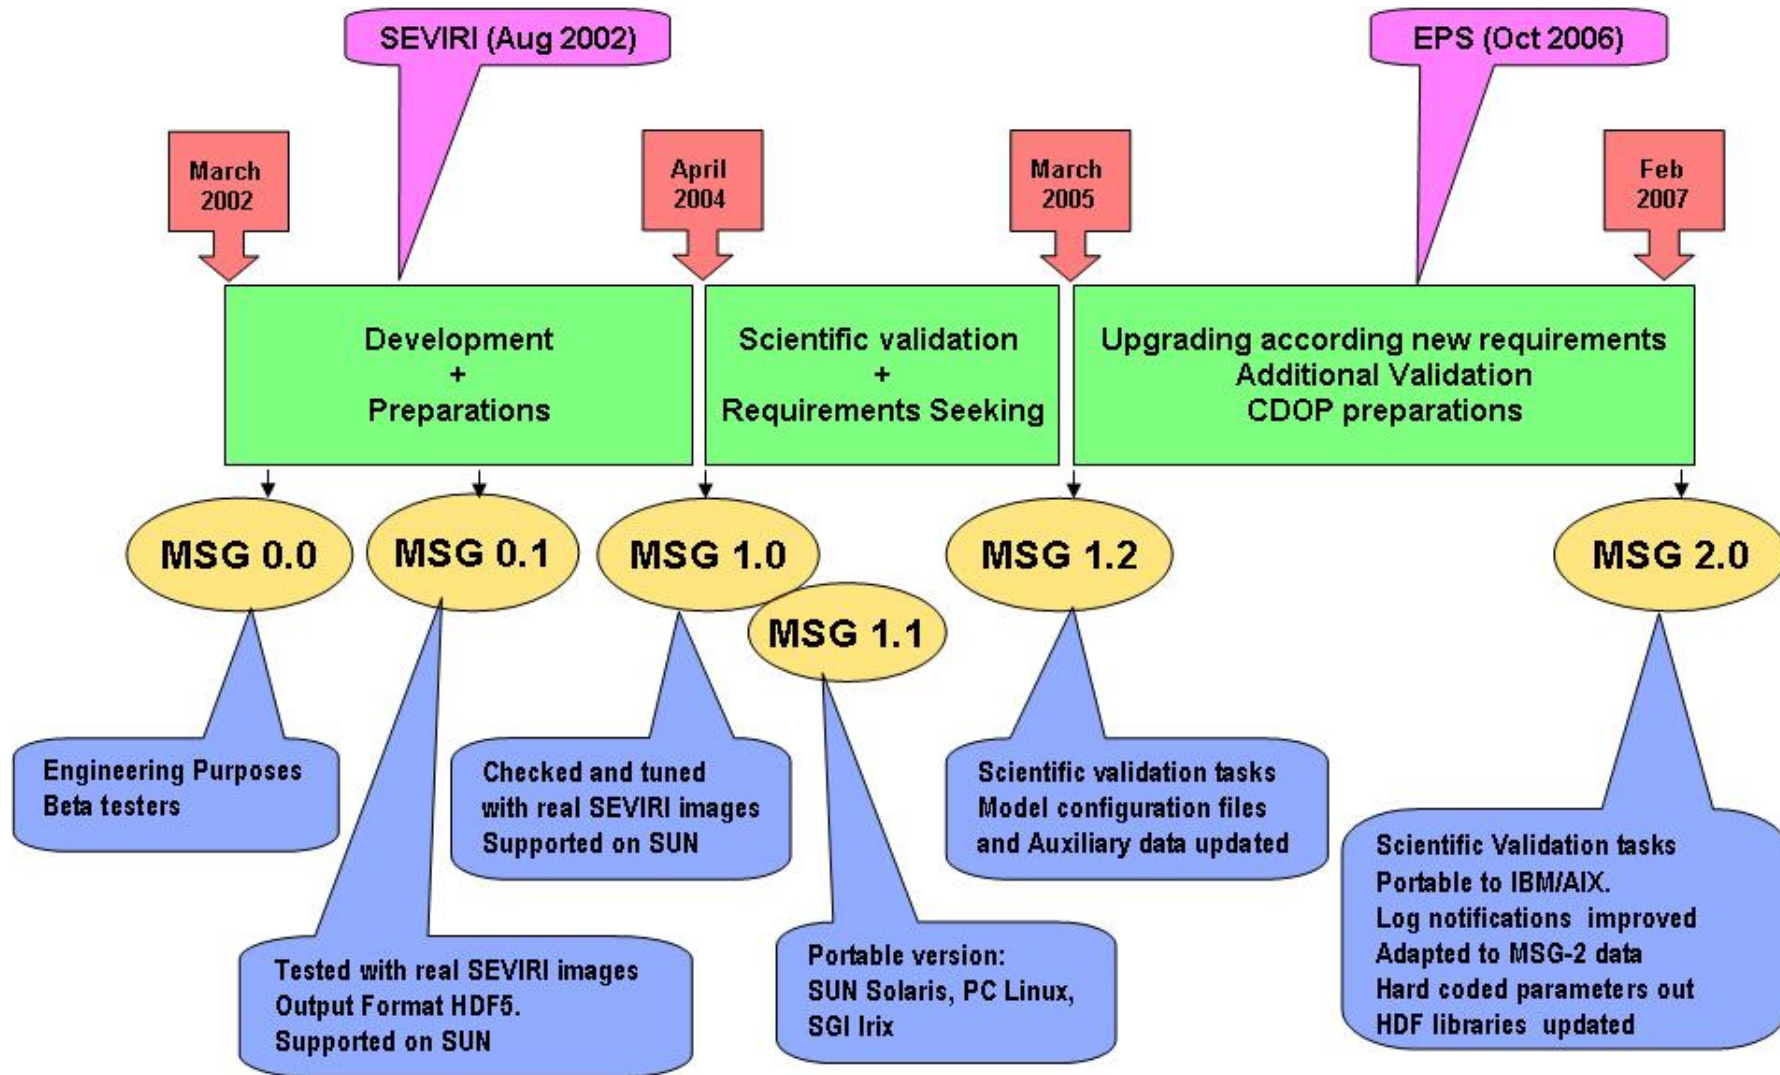 SEVIRI (Aug 2002)
EPS (Oct 2006)
March
2002
April
2004
March
2005
Feb
2007
Development
+
Preparations
Scientific validation
+
Requirements Seeking
Upgrading according new requirements
Additional Validation
CDOP preparations
MSG 0.0
MSG 0.1
MSG 1.0
MSG 1.1
MSG 1.2
MSG 2.0
Engineering Purposes
Beta testers
Tested with real SEVIRI images
Output Format HDF5.
Supported on SUN
Checked and tuned
with real SEVIRI images
Supported on SUN
Portable version:
SUN Solaris, PC Linux,
SGI Irix
Scientific validation tasks
Model configuration files
and Auxiliary data updated
Scientific Validation tasks
Portable to IBM/AIX.
Log notifications improved
Adapted to MSG-2 data
Hard coded parameters out
HDF libraries updated